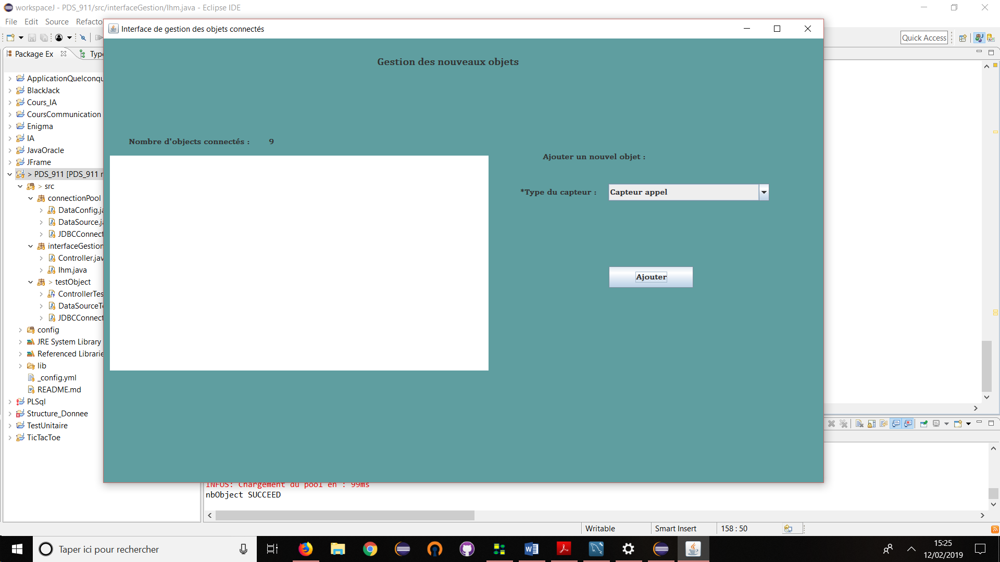 workspaceJ - PDS_911/src/interfaceGestion/Ihm.java - Eclipse IDE
File Edit Source Refacto
Interface de gestion des objets connectés
Quick Access
Package Ex
Type
Gestion des nouveaux objets
ApplicationQuelconqu
BlackJack
Cours_IA
CoursCommunication
Enigma
IA
JavaOracle
JFrame
> PDS_911 [PDS_911
> src
connectionPool
DataConfig.ja
DataSource.j
JDBCConnect
interfaceGestion
Controller.jav
Ihm.java
> testObject
ControllerTes
DataSourceT
JDBCConnect
config
JRE System Library
Referenced Librarie
lib
_config.yml
README.md
PLSql
Structure_Donnee
TestUnitaire
TicTacToe
Nombre d'objects connectés : 9
Ajouter un nouvel objet :
*Type du capteur : Capteur appel
Ajouter
INFOS: Chargement du pool en : 99ms
nbObject SUCCEED
Writable Smart Insert 158 : 50
Taper ici pour rechercher
15:25
12/02/2019